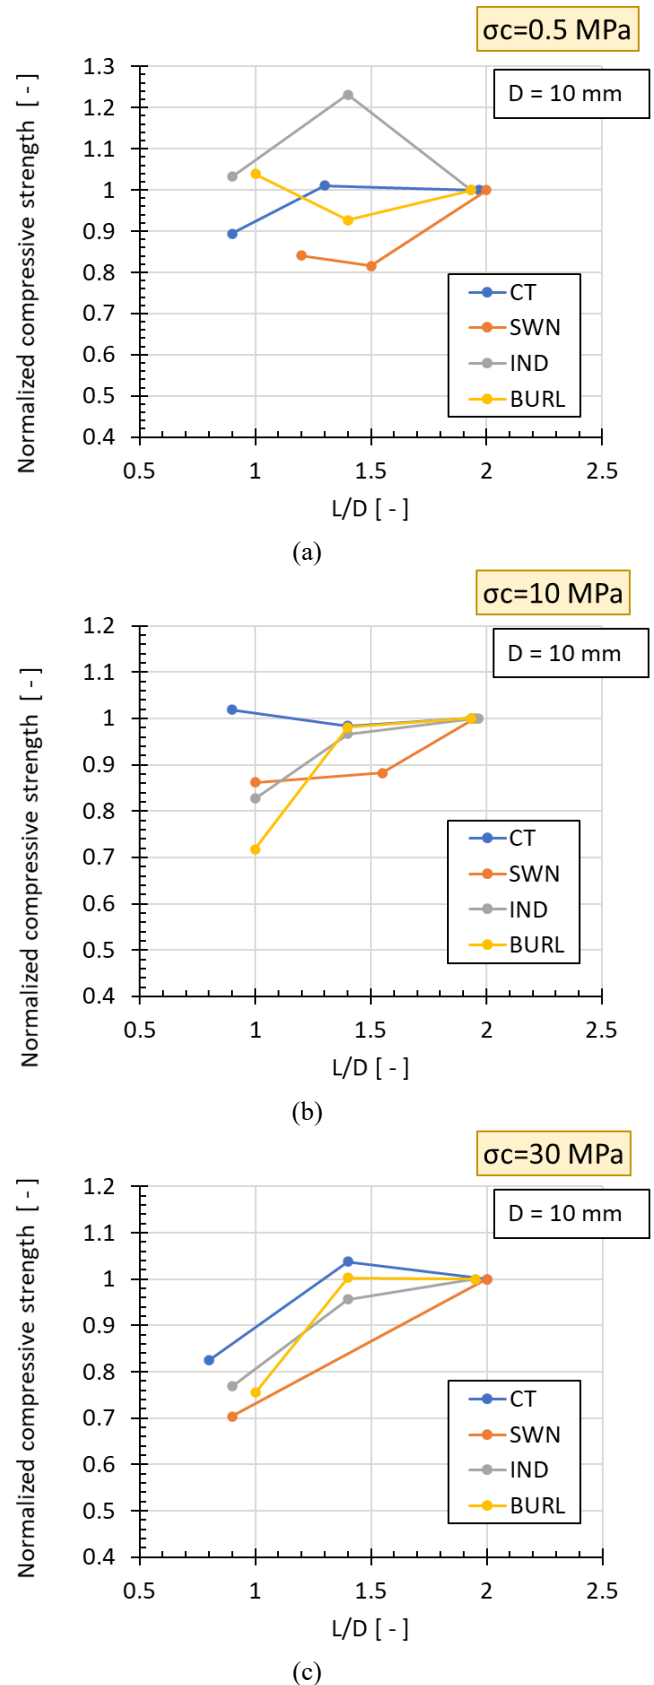 σc=0.5 MPa
D = 10 mm
Normalized compressive strength [ - ]
1.3
1.2
1.1
1
0.9
0.8
0.7
0.6
0.5
0.4
CT
SWN
IND
BURL
0.5 1 1.5 2 2.5
L/D [ - ]
(a)
σc=10 MPa
D = 10 mm
Normalized compressive strength [ - ]
1.2
1.1
1
0.9
0.8
0.7
0.6
0.5
0.4
CT
SWN
IND
BURL
0.5 1 1.5 2 2.5
L/D [ - ]
(b)
σc=30 MPa
D = 10 mm
Normalized compressive strength [ - ]
1.2
1.1
1
0.9
0.8
0.7
0.6
0.5
0.4
CT
SWN
IND
BURL
0.5 1 1.5 2 2.5
L/D [ - ]
(c)